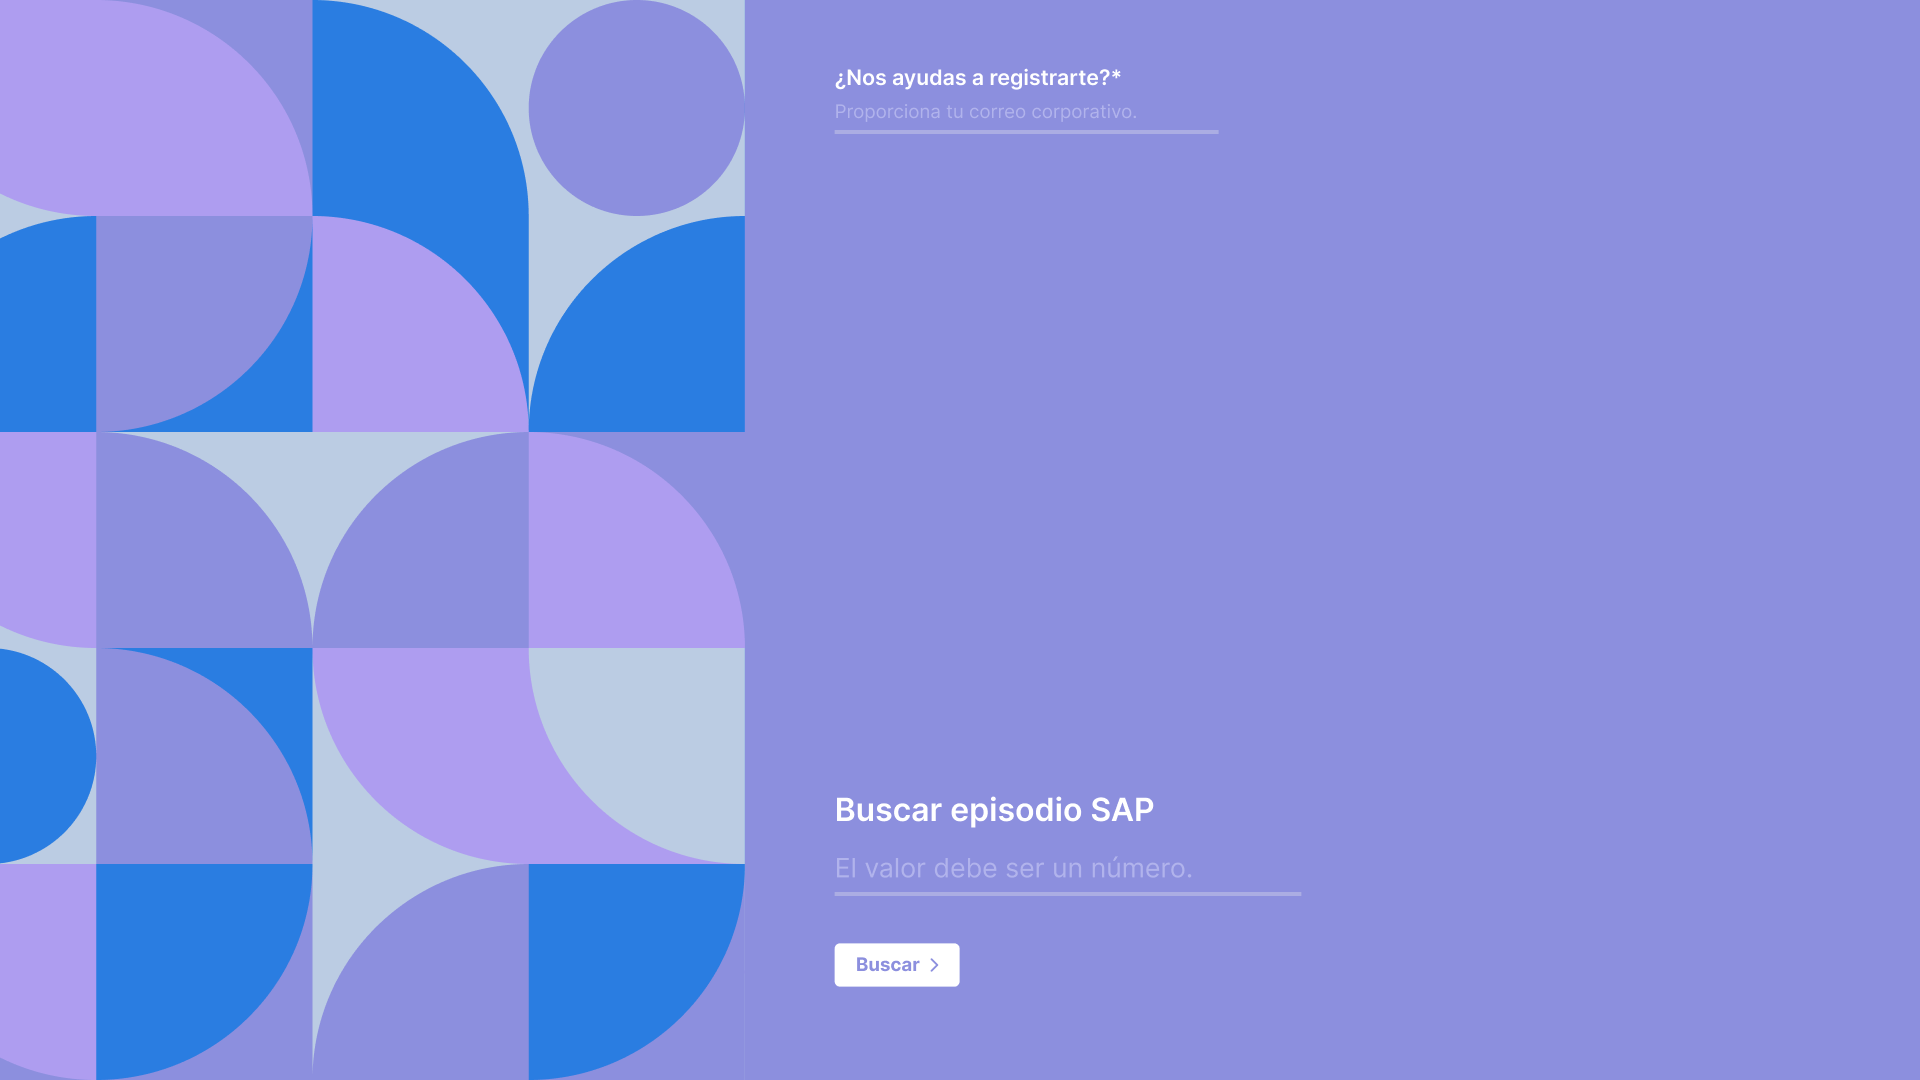 ¿Nos ayudas a registrarte?*
Proporciona tu correo corporativo.
Buscar episodio SAP
El valor debe ser un número.
Buscar